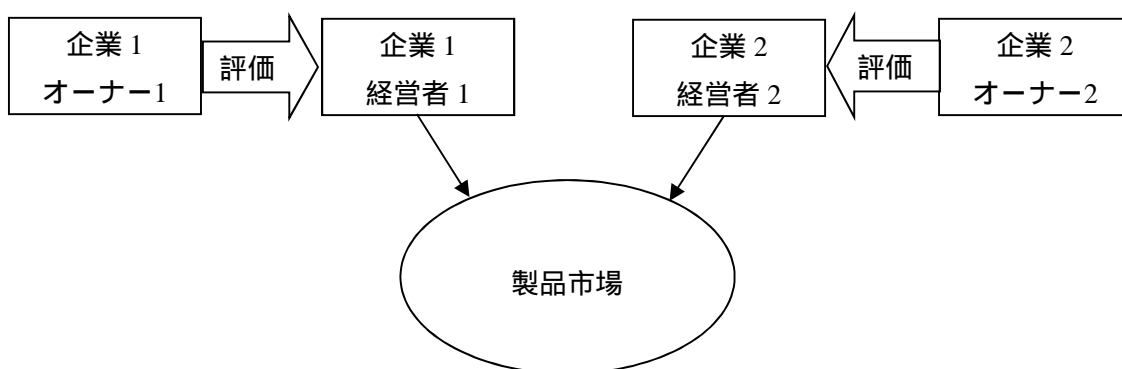 企業 1
オーナー1
評価
企業 1
経営者 1
企業 2
経営者 2
評価
企業 2
オーナー2
製品市場